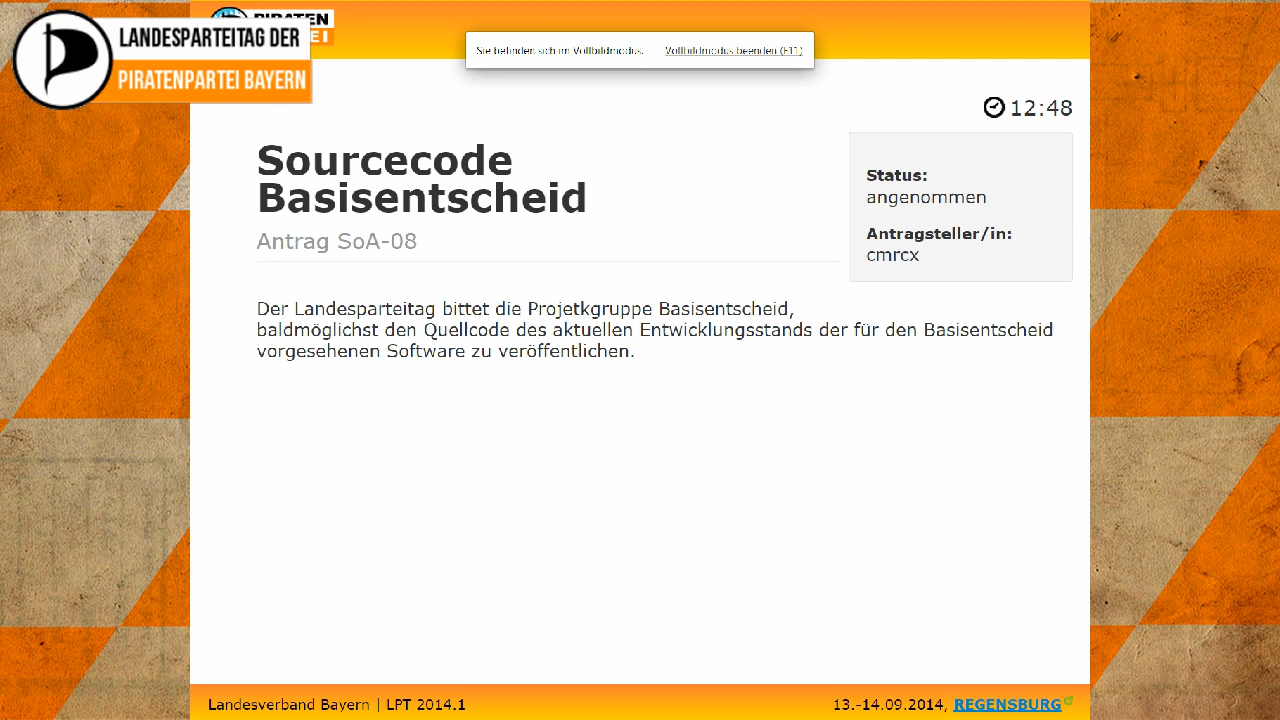 LANDESPARTEITAG DER
PIRATENPARTEI BAYERN
Sie befinden sich im Vollbildmodus. Vollbildmodus beenden (F11)
12:48
Sourcecode
Basisentscheid
Antrag SoA-08
Status:
angenommen
Antragsteller/in:
cmrcx
Der Landesparteitag bittet die Projetkgruppe Basisentscheid,
baldmöglichst den Quellcode des aktuellen Entwicklungsstands der für den Basisentscheid
vorgesehenen Software zu veröffentlichen.
Landesverband Bayern | LPT 2014.1
13.-14.09.2014, REGENSBURG